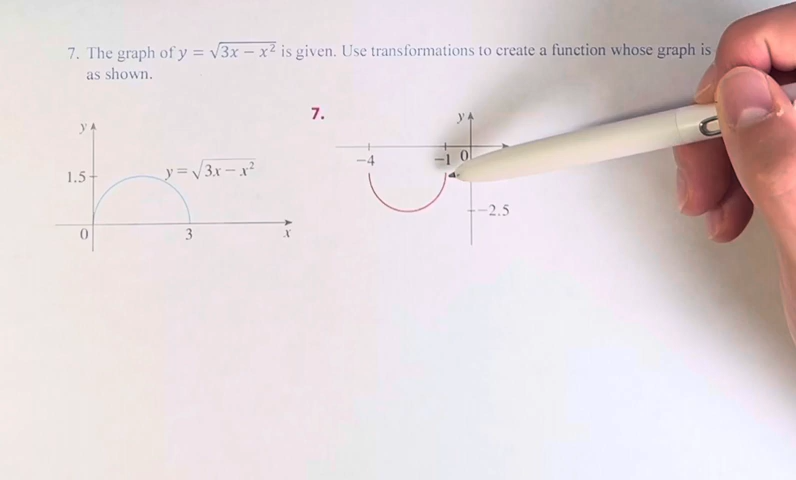 7. The graph of y = √3x − x² is given. Use transformations to create a function whose graph is
as shown.
7.
y
1.5
y = √3x − x²
0
3
x
y
−4
−1
0
−2.5